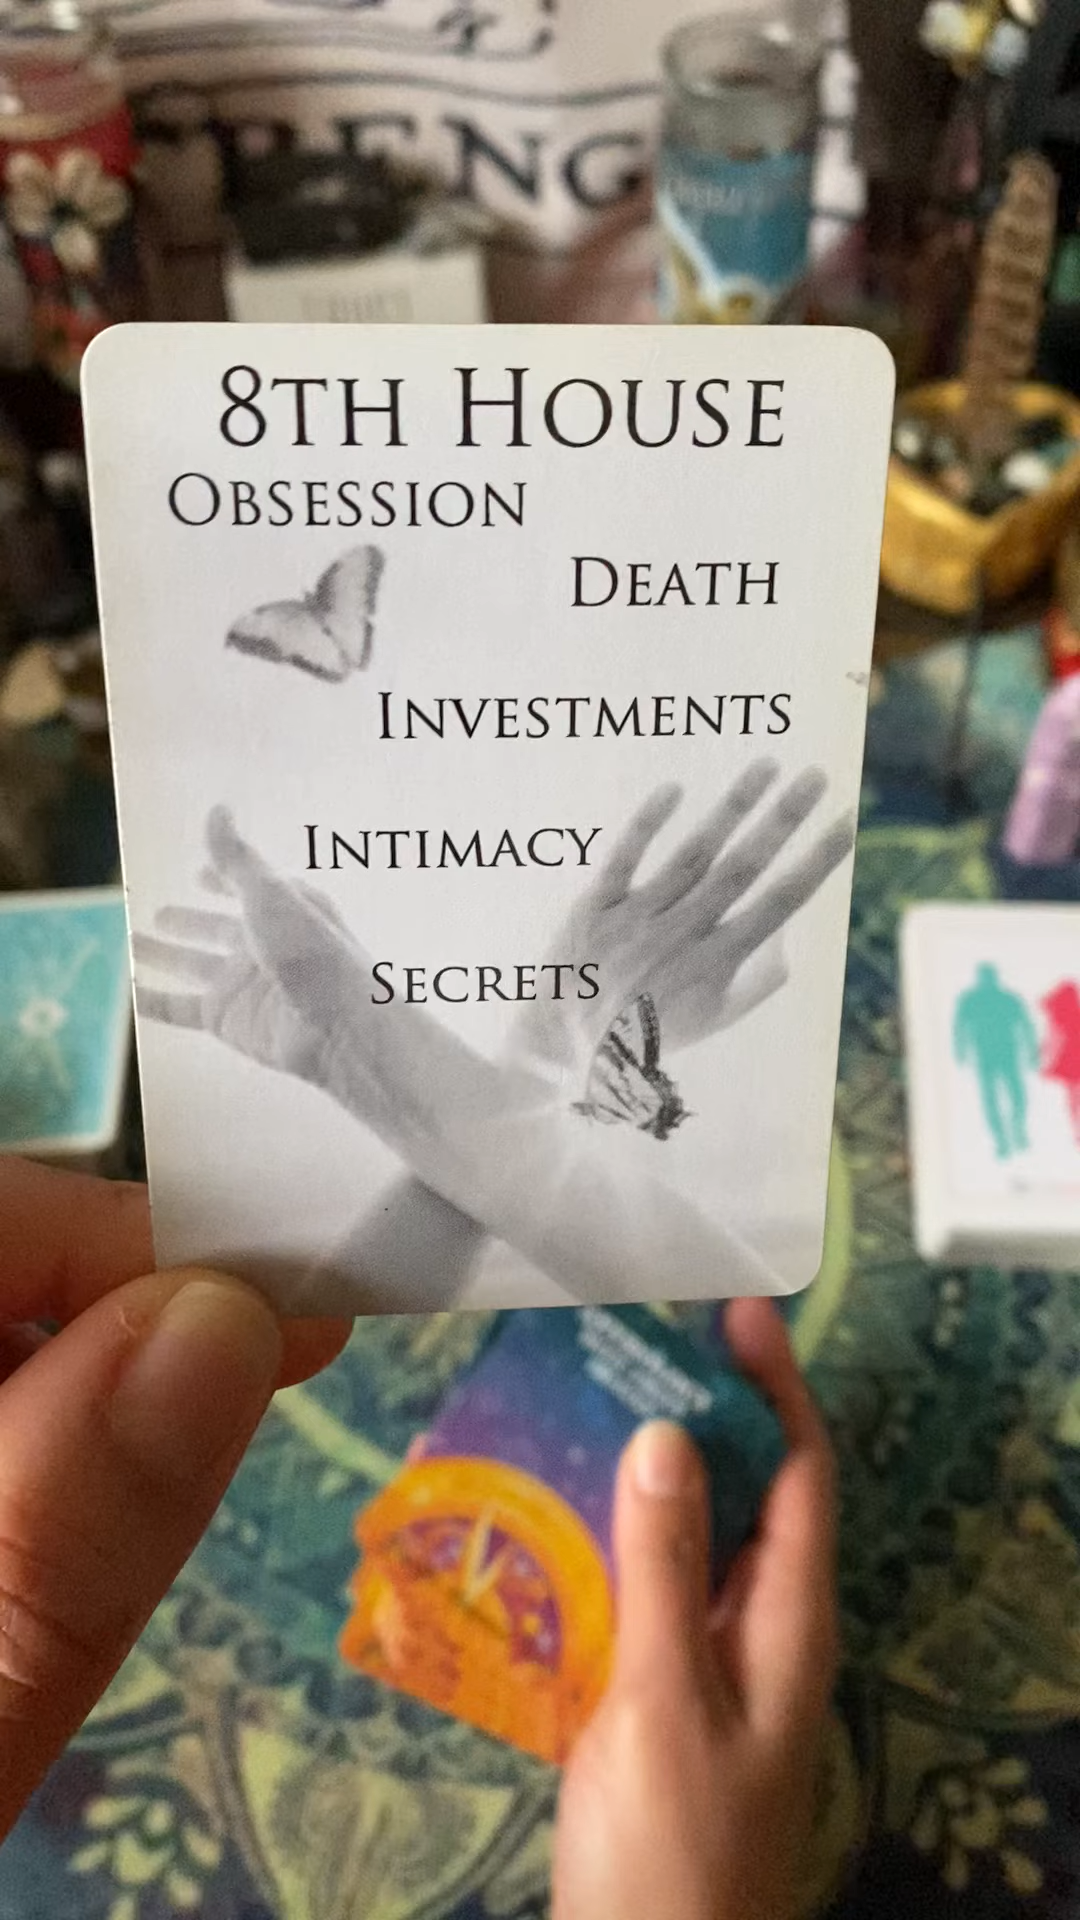 8TH HOUSE
OBSESSION
DEATH
INVESTMENTS
INTIMACY
SECRETS